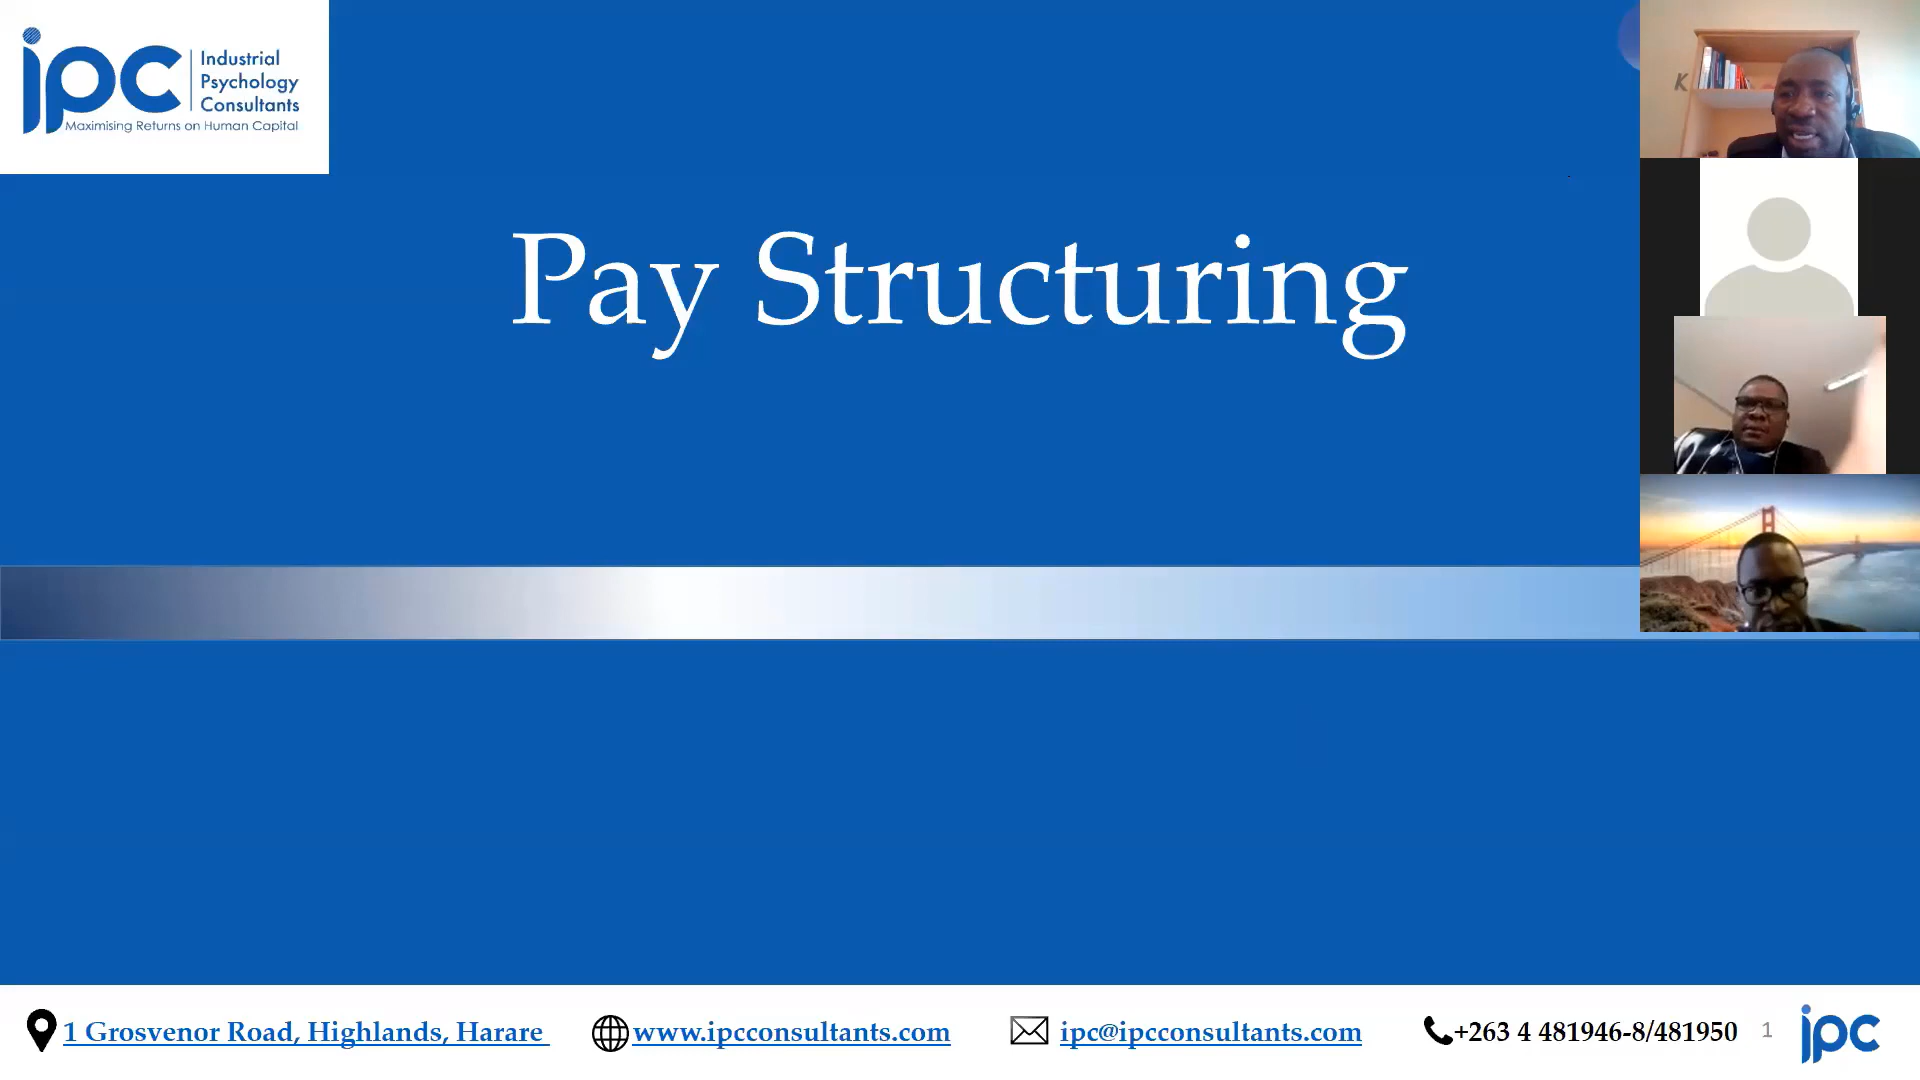 ipc
Industrial
Psychology
Consultants
Maximising Returns on Human Capital
K
Pay Structuring
1 Grosvenor Road, Highlands, Harare
www.ipcconsultants.com
ipc@ipcconsultants.com
+263 4 481946-8/481950
1
ipc